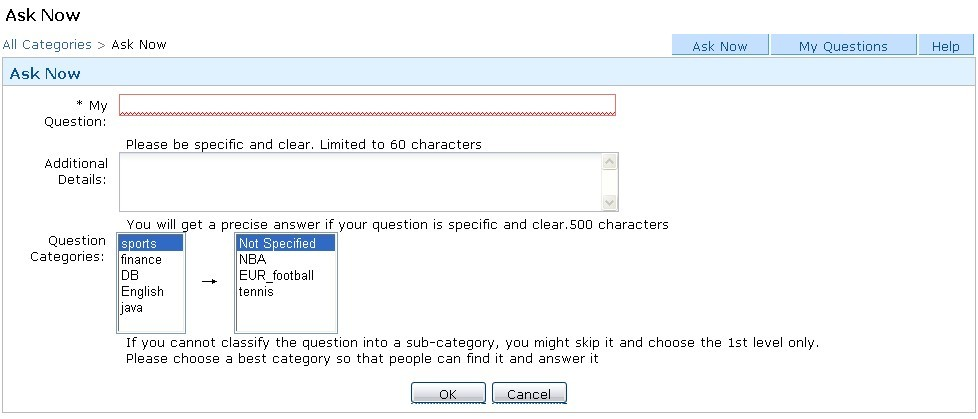 Ask Now
All Categories > Ask Now
Ask Now My Questions Help
Ask Now
* My Question:
Please be specific and clear. Limited to 60 characters
Additional Details:
You will get a precise answer if your question is specific and clear.500 characters
Question Categories:
sports
finance
DB
English
java
→
Not Specified
NBA
EUR_football
tennis
If you cannot classify the question into a sub-category, you might skip it and choose the 1st level only.
Please choose a best category so that people can find it and answer it
OK Cancel